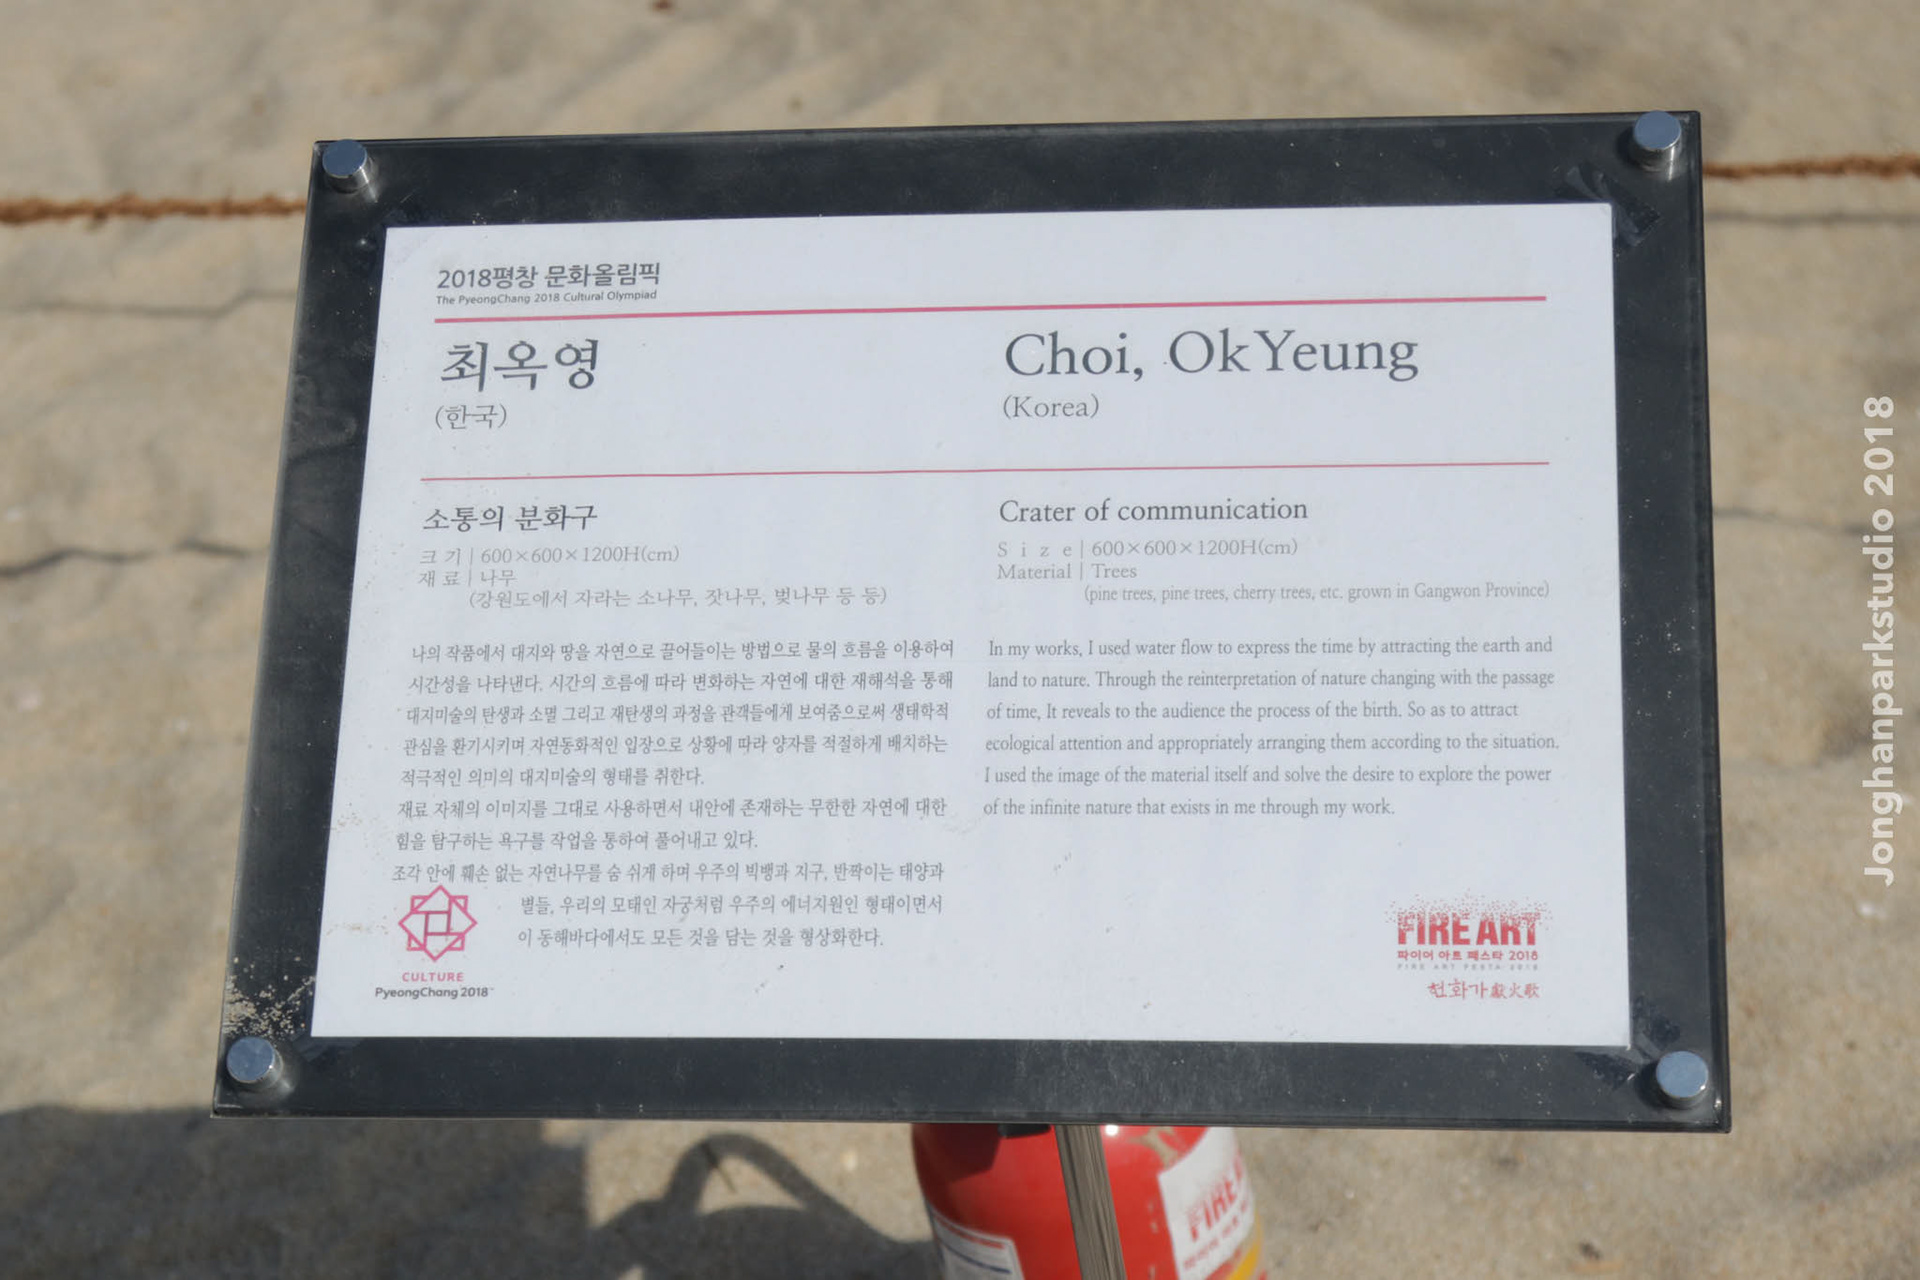 2018평창 문화올림픽
The PyeongChang 2018 Cultural Olympiad
최옥영
(한국)
Choi, OkYeung
(Korea)
소통의 분화구
크 기 | 600×600×1200H(cm)
재 료 | 나무
(강원도에서 자라는 소나무, 잣나무, 벚나무 등 등)
나의 작품에서 대지와 땅을 자연으로 끌어들이는 방법으로 물의 흐름을 이용하여
시간성을 나타낸다. 시간의 흐름에 따라 변화하는 자연에 대한 재해석을 통해
대지미술의 탄생과 소멸 그리고 재탄생의 과정을 관객들에게 보여줌으로써 생태학적
관심을 환기시키며 자연동화적인 입장으로 상황에 따라 양자를 적절하게 배치하는
적극적인 의미의 대지미술의 형태를 취한다.
재료 자체의 이미지를 그대로 사용하면서 내안에 존재하는 무한한 자연에 대한
힘을 탐구하는 욕구를 작업을 통하여 풀어내고 있다.
조각 안에 훼손 없는 자연나무를 숨 쉬게 하며 우주의 빅뱅과 지구, 반짝이는 태양과
별들, 우리의 모태인 자궁처럼 우주의 에너지원인 형태이면서
이 동해바다에서도 모든 것을 담는 것을 형상화한다.
Crater of communication
S i z e | 600×600×1200H(cm)
Material | Trees
(pine trees, pine trees, cherry trees, etc. grown in Gangwon Province)
In my works, I used water flow to express the time by attracting the earth and
land to nature. Through the reinterpretation of nature changing with the passage
of time, It reveals to the audience the process of the birth. So as to attract
ecological attention and appropriately arranging them according to the situation,
I used the image of the material itself and solve the desire to explore the power
of the infinite nature that exists in me through my work.
CULTURE
PyeongChang 2018™
FIRE ART
파이어 아트 페스타 2018
FIRE ART FESTA 2018
헌화가 獻火歌
FIRE
Jonghanparkstudio 2018